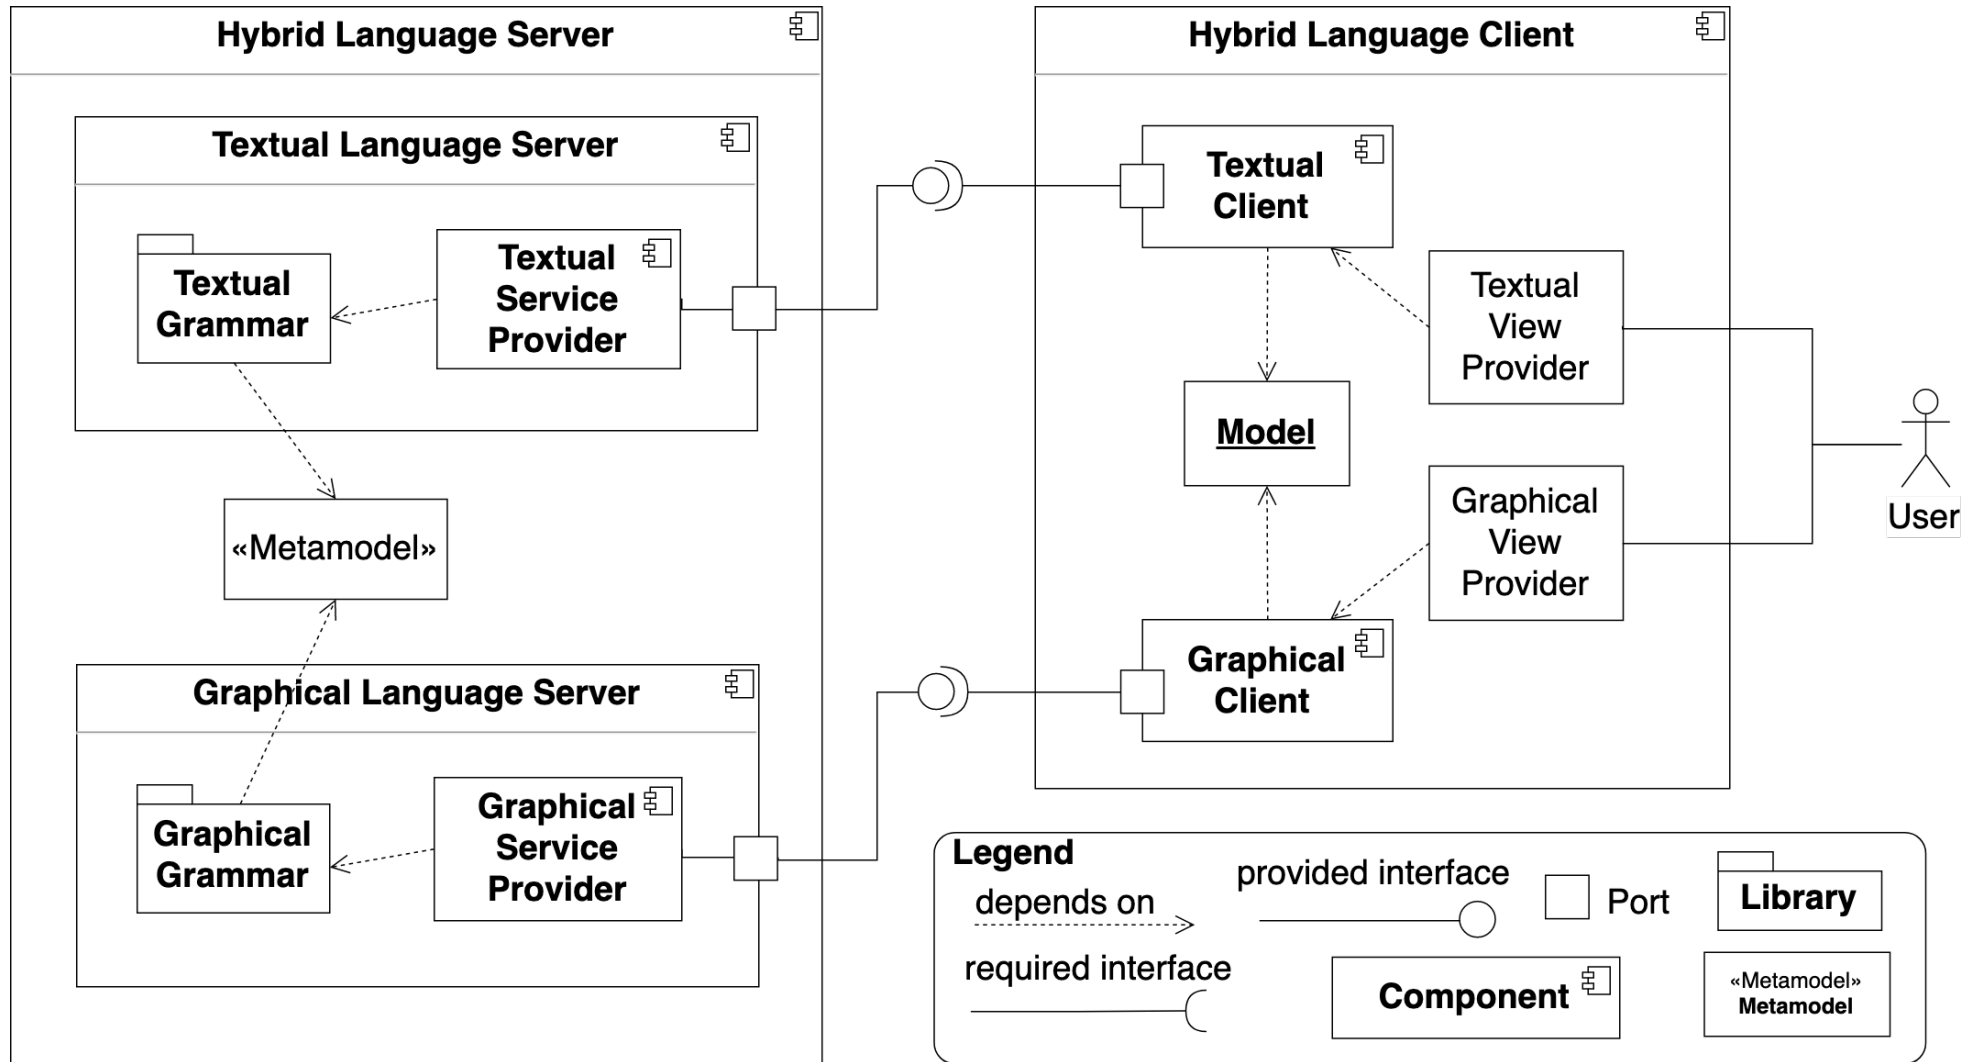 Hybrid Language Server
Textual Language Server
Textual
Grammar
Textual
Service
Provider
«Metamodel»
Graphical Language Server
Graphical
Grammar
Graphical
Service
Provider
Hybrid Language Client
Textual
Client
Textual
View
Provider
Model
Graphical
View
Provider
Graphical
Client
User
Legend
depends on
provided interface
Port
Library
required interface
Component
«Metamodel»
Metamodel